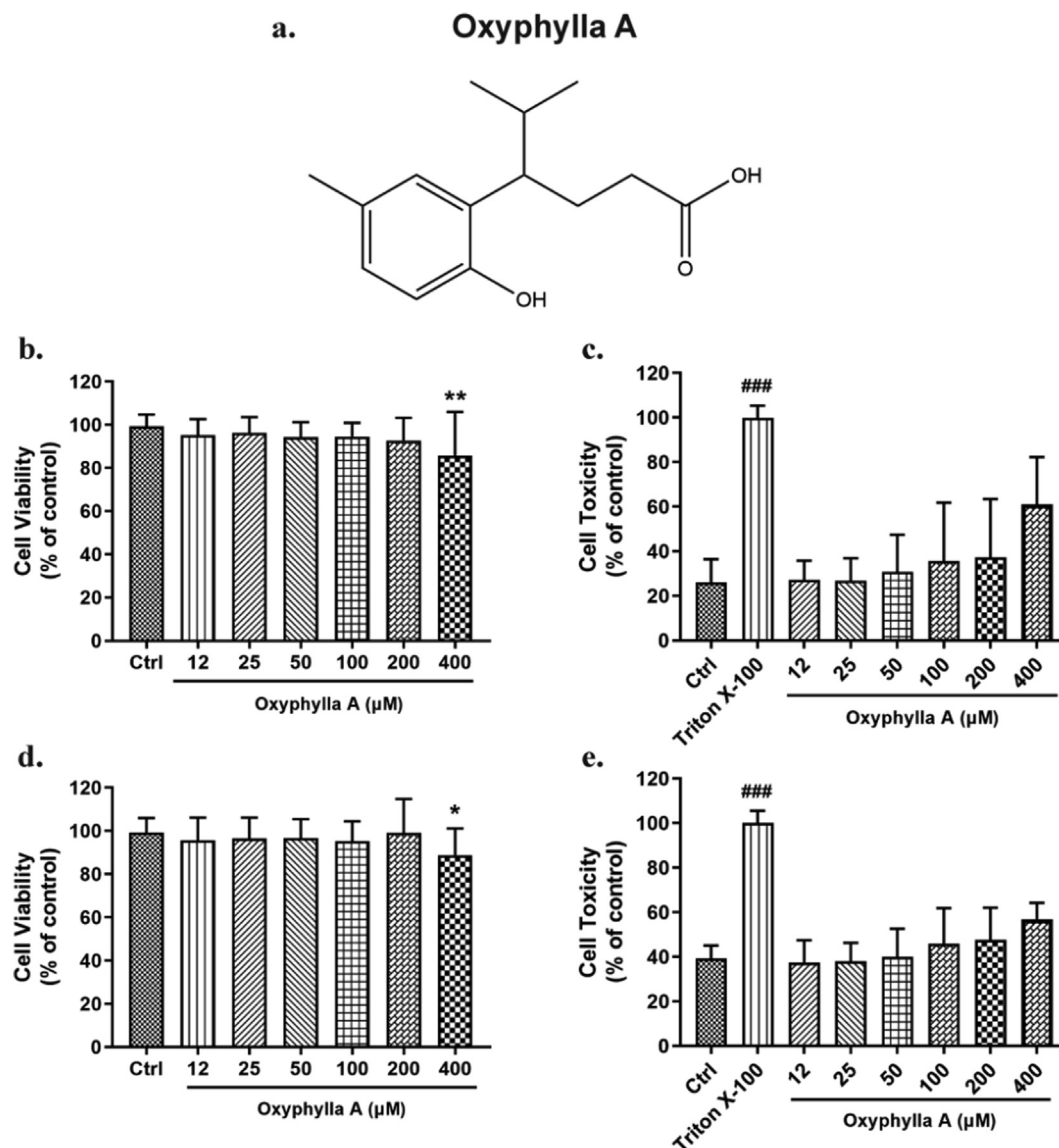 a. Oxyphylla A
OH
O
OH
b.
Cell Viability
(% of control)
120
100
80
60
40
20
0
**
Ctrl 12 25 50 100 200 400
Oxyphylla A (µM)
c.
Cell Toxicity
(% of control)
120
100
80
60
40
20
0
###
Ctrl Triton X-100 12 25 50 100 200 400
Oxyphylla A (µM)
d.
Cell Viability
(% of control)
120
100
80
60
40
20
0
*
Ctrl 12 25 50 100 200 400
Oxyphylla A (µM)
e.
Cell Toxicity
(% of control)
120
100
80
60
40
20
0
###
Ctrl Triton X-100 12 25 50 100 200 400
Oxyphylla A (µM)